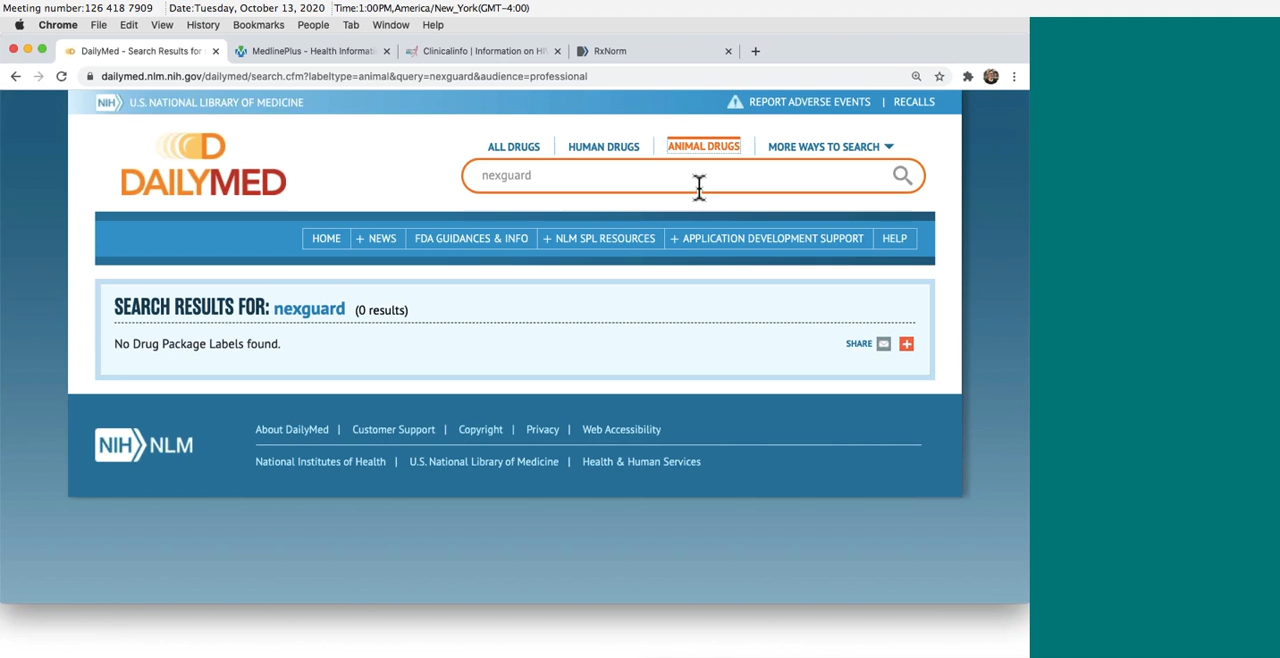 Meeting number:126 418 7909 Date:Tuesday, October 13, 2020 Time:1:00PM,America/New_York(GMT-4:00)
Chrome File Edit View History Bookmarks People Tab Window Help
DailyMed - Search Results for MedlinePlus - Health Informati Clinicalinfo | Information on HI RxNorm
dailymed.nlm.nih.gov/dailymed/search.cfm?labeltype=animal&query=nexguard&audience=professional
NIH U.S. NATIONAL LIBRARY OF MEDICINE REPORT ADVERSE EVENTS | RECALLS
ALL DRUGS HUMAN DRUGS ANIMAL DRUGS MORE WAYS TO SEARCH
DAILYMED
nexguard
HOME + NEWS FDA GUIDANCES & INFO + NLM SPL RESOURCES + APPLICATION DEVELOPMENT SUPPORT HELP
SEARCH RESULTS FOR: nexguard (0 results)
No Drug Package Labels found. SHARE
About DailyMed | Customer Support | Copyright | Privacy | Web Accessibility
NIH NLM
National Institutes of Health | U.S. National Library of Medicine | Health & Human Services